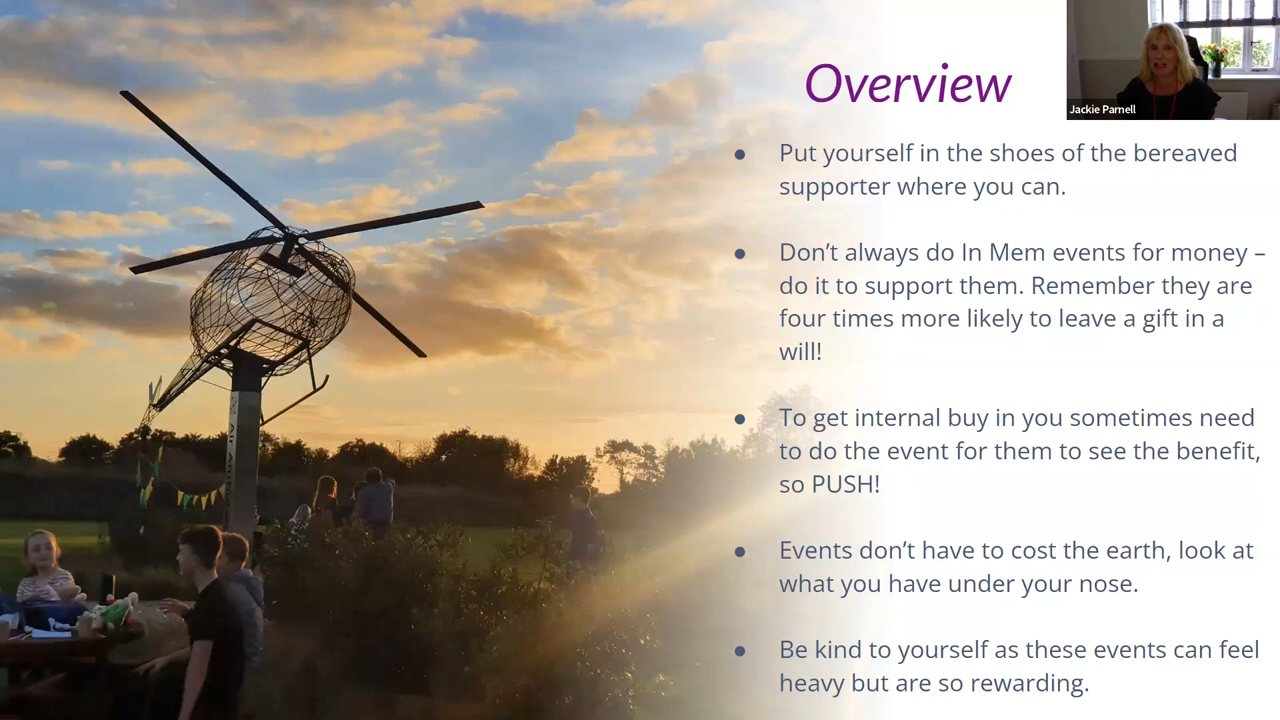 Overview
Jackie Parnell
● Put yourself in the shoes of the bereaved
supporter where you can.
● Don’t always do In Mem events for money –
do it to support them. Remember they are
four times more likely to leave a gift in a
will!
● To get internal buy in you sometimes need
to do the event for them to see the benefit,
so PUSH!
● Events don’t have to cost the earth, look at
what you have under your nose.
● Be kind to yourself as these events can feel
heavy but are so rewarding.